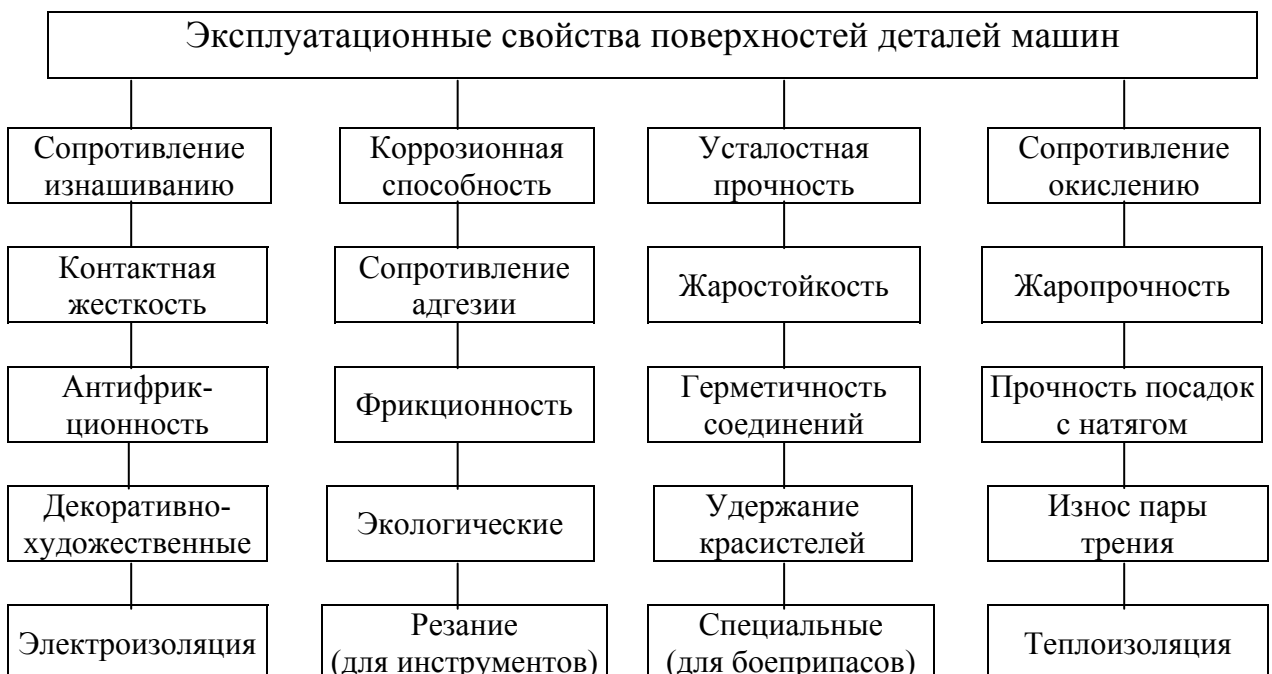 Эксплуатационные свойства поверхностей деталей машин
Сопротивление
изнашиванию
Коррозионная
способность
Усталостная
прочность
Сопротивление
окислению
Контактная
жесткость
Сопротивление
адгезии
Жаростойкость
Жаропрочность
Антифрик-
ционность
Фрикционность
Герметичность
соединений
Прочность посадок
с натягом
Декоративно-
художественные
Экологические
Удержание
красистелей
Износ пары
трения
Электроизоляция
Резание
(для инструментов)
Специальные
(для боеприпасов)
Теплоизоляция